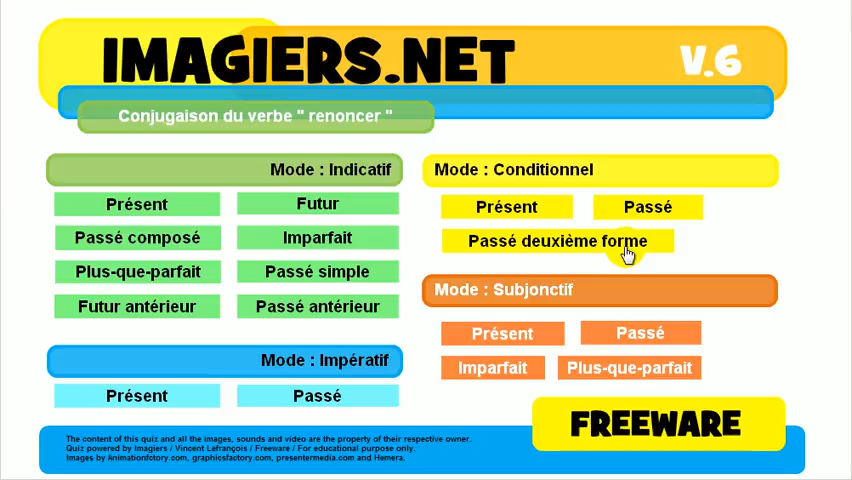 IMAGIERS.NET
V.6
Conjugaison du verbe " renoncer "
Mode : Indicatif
Présent
Futur
Passé composé
Imparfait
Plus-que-parfait
Passé simple
Futur antérieur
Passé antérieur
Mode : Impératif
Présent
Passé
Mode : Conditionnel
Présent
Passé
Passé deuxième forme
Mode : Subjonctif
Présent
Passé
Imparfait
Plus-que-parfait
FREEWARE
The content of this quiz and all the images, sounds and video are the property of their respective owner.
Quiz powered by Imagiers / Vincent Lefrançois / Freeware / For educational purpose only.
Images by Animationfctory.com, graphicsfactory.com, presentermedia.com and Hemera.